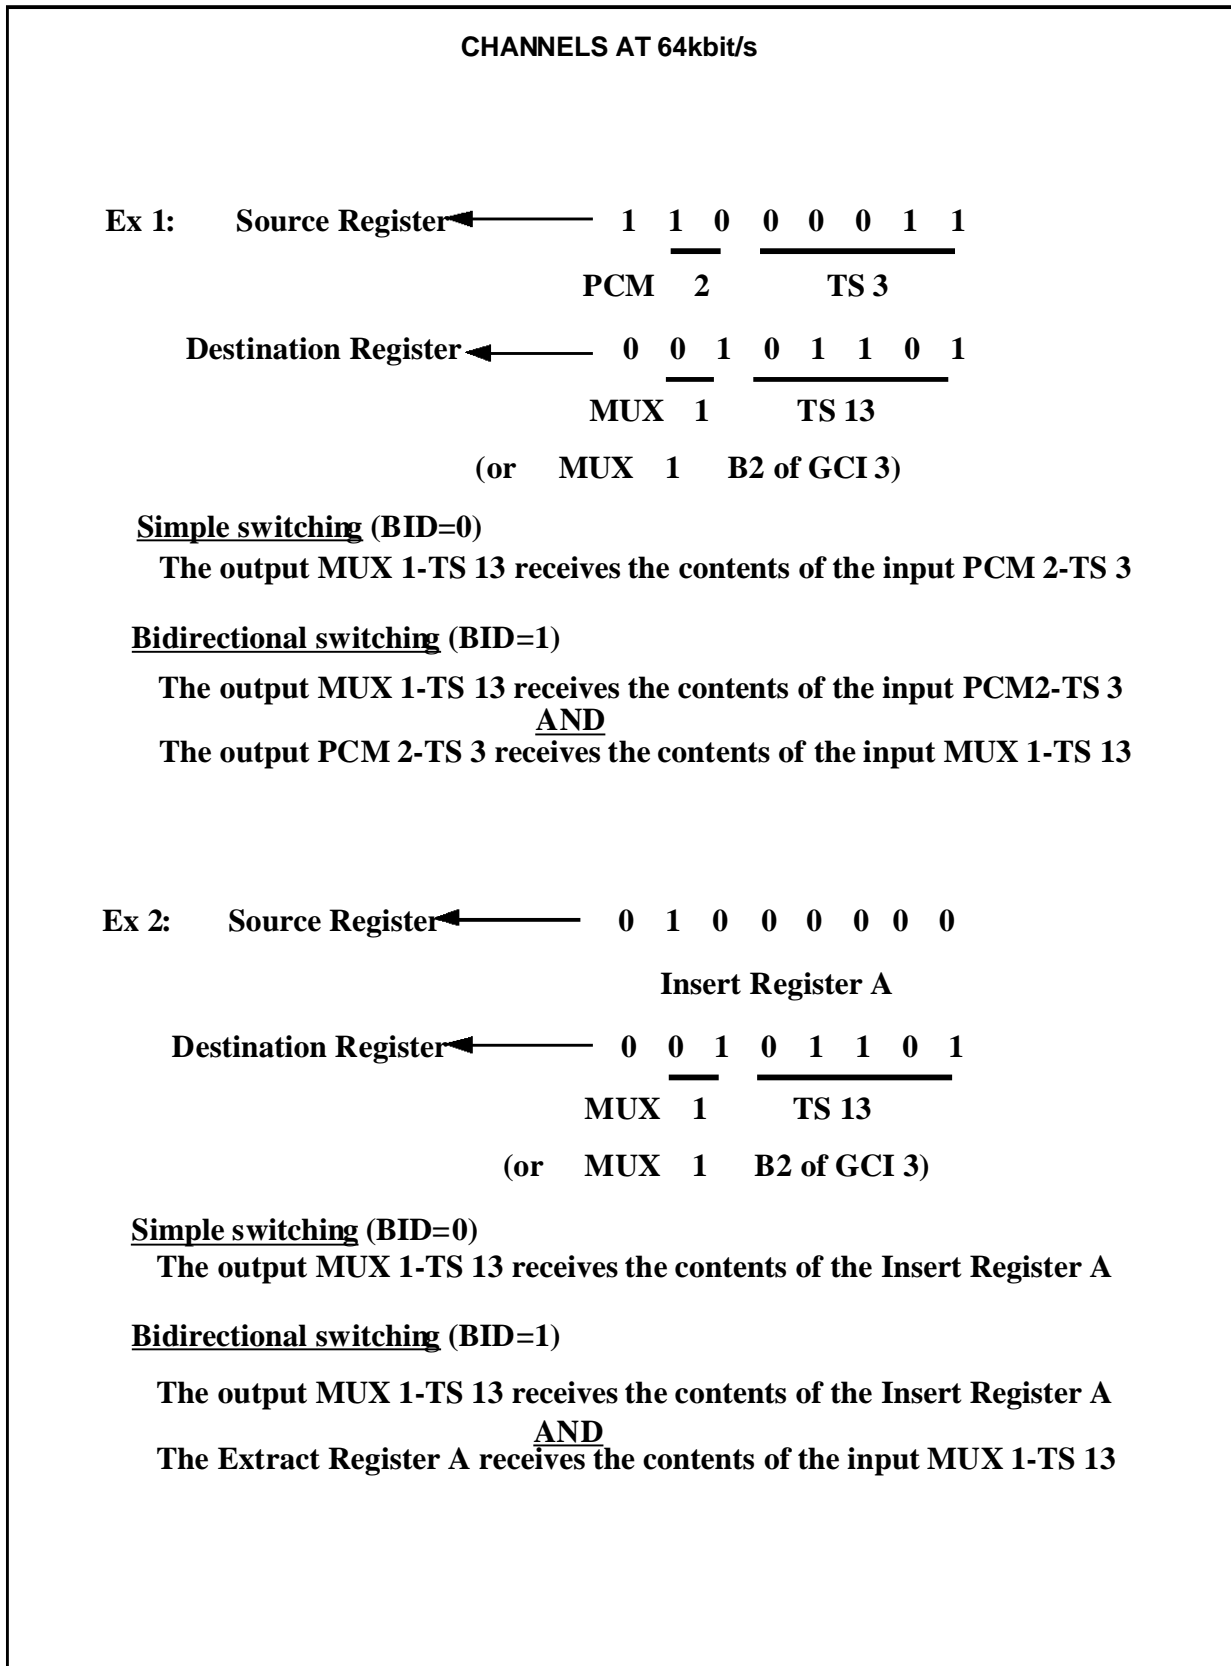 CHANNELS AT 64kbit/s
Ex 1: Source Register 1 1 0 0 0 0 1 1
PCM 2 TS 3
Destination Register 0 0 1 0 1 1 0 1
MUX 1 TS 13
(or MUX 1 B2 of GCI 3)
Simple switching (BID=0)
The output MUX 1-TS 13 receives the contents of the input PCM 2-TS 3
Bidirectional switching (BID=1)
The output MUX 1-TS 13 receives the contents of the input PCM2-TS 3
AND
The output PCM 2-TS 3 receives the contents of the input MUX 1-TS 13
Ex 2: Source Register 0 1 0 0 0 0 0 0
Insert Register A
Destination Register 0 0 1 0 1 1 0 1
MUX 1 TS 13
(or MUX 1 B2 of GCI 3)
Simple switching (BID=0)
The output MUX 1-TS 13 receives the contents of the Insert Register A
Bidirectional switching (BID=1)
The output MUX 1-TS 13 receives the contents of the Insert Register A
AND
The Extract Register A receives the contents of the input MUX 1-TS 13